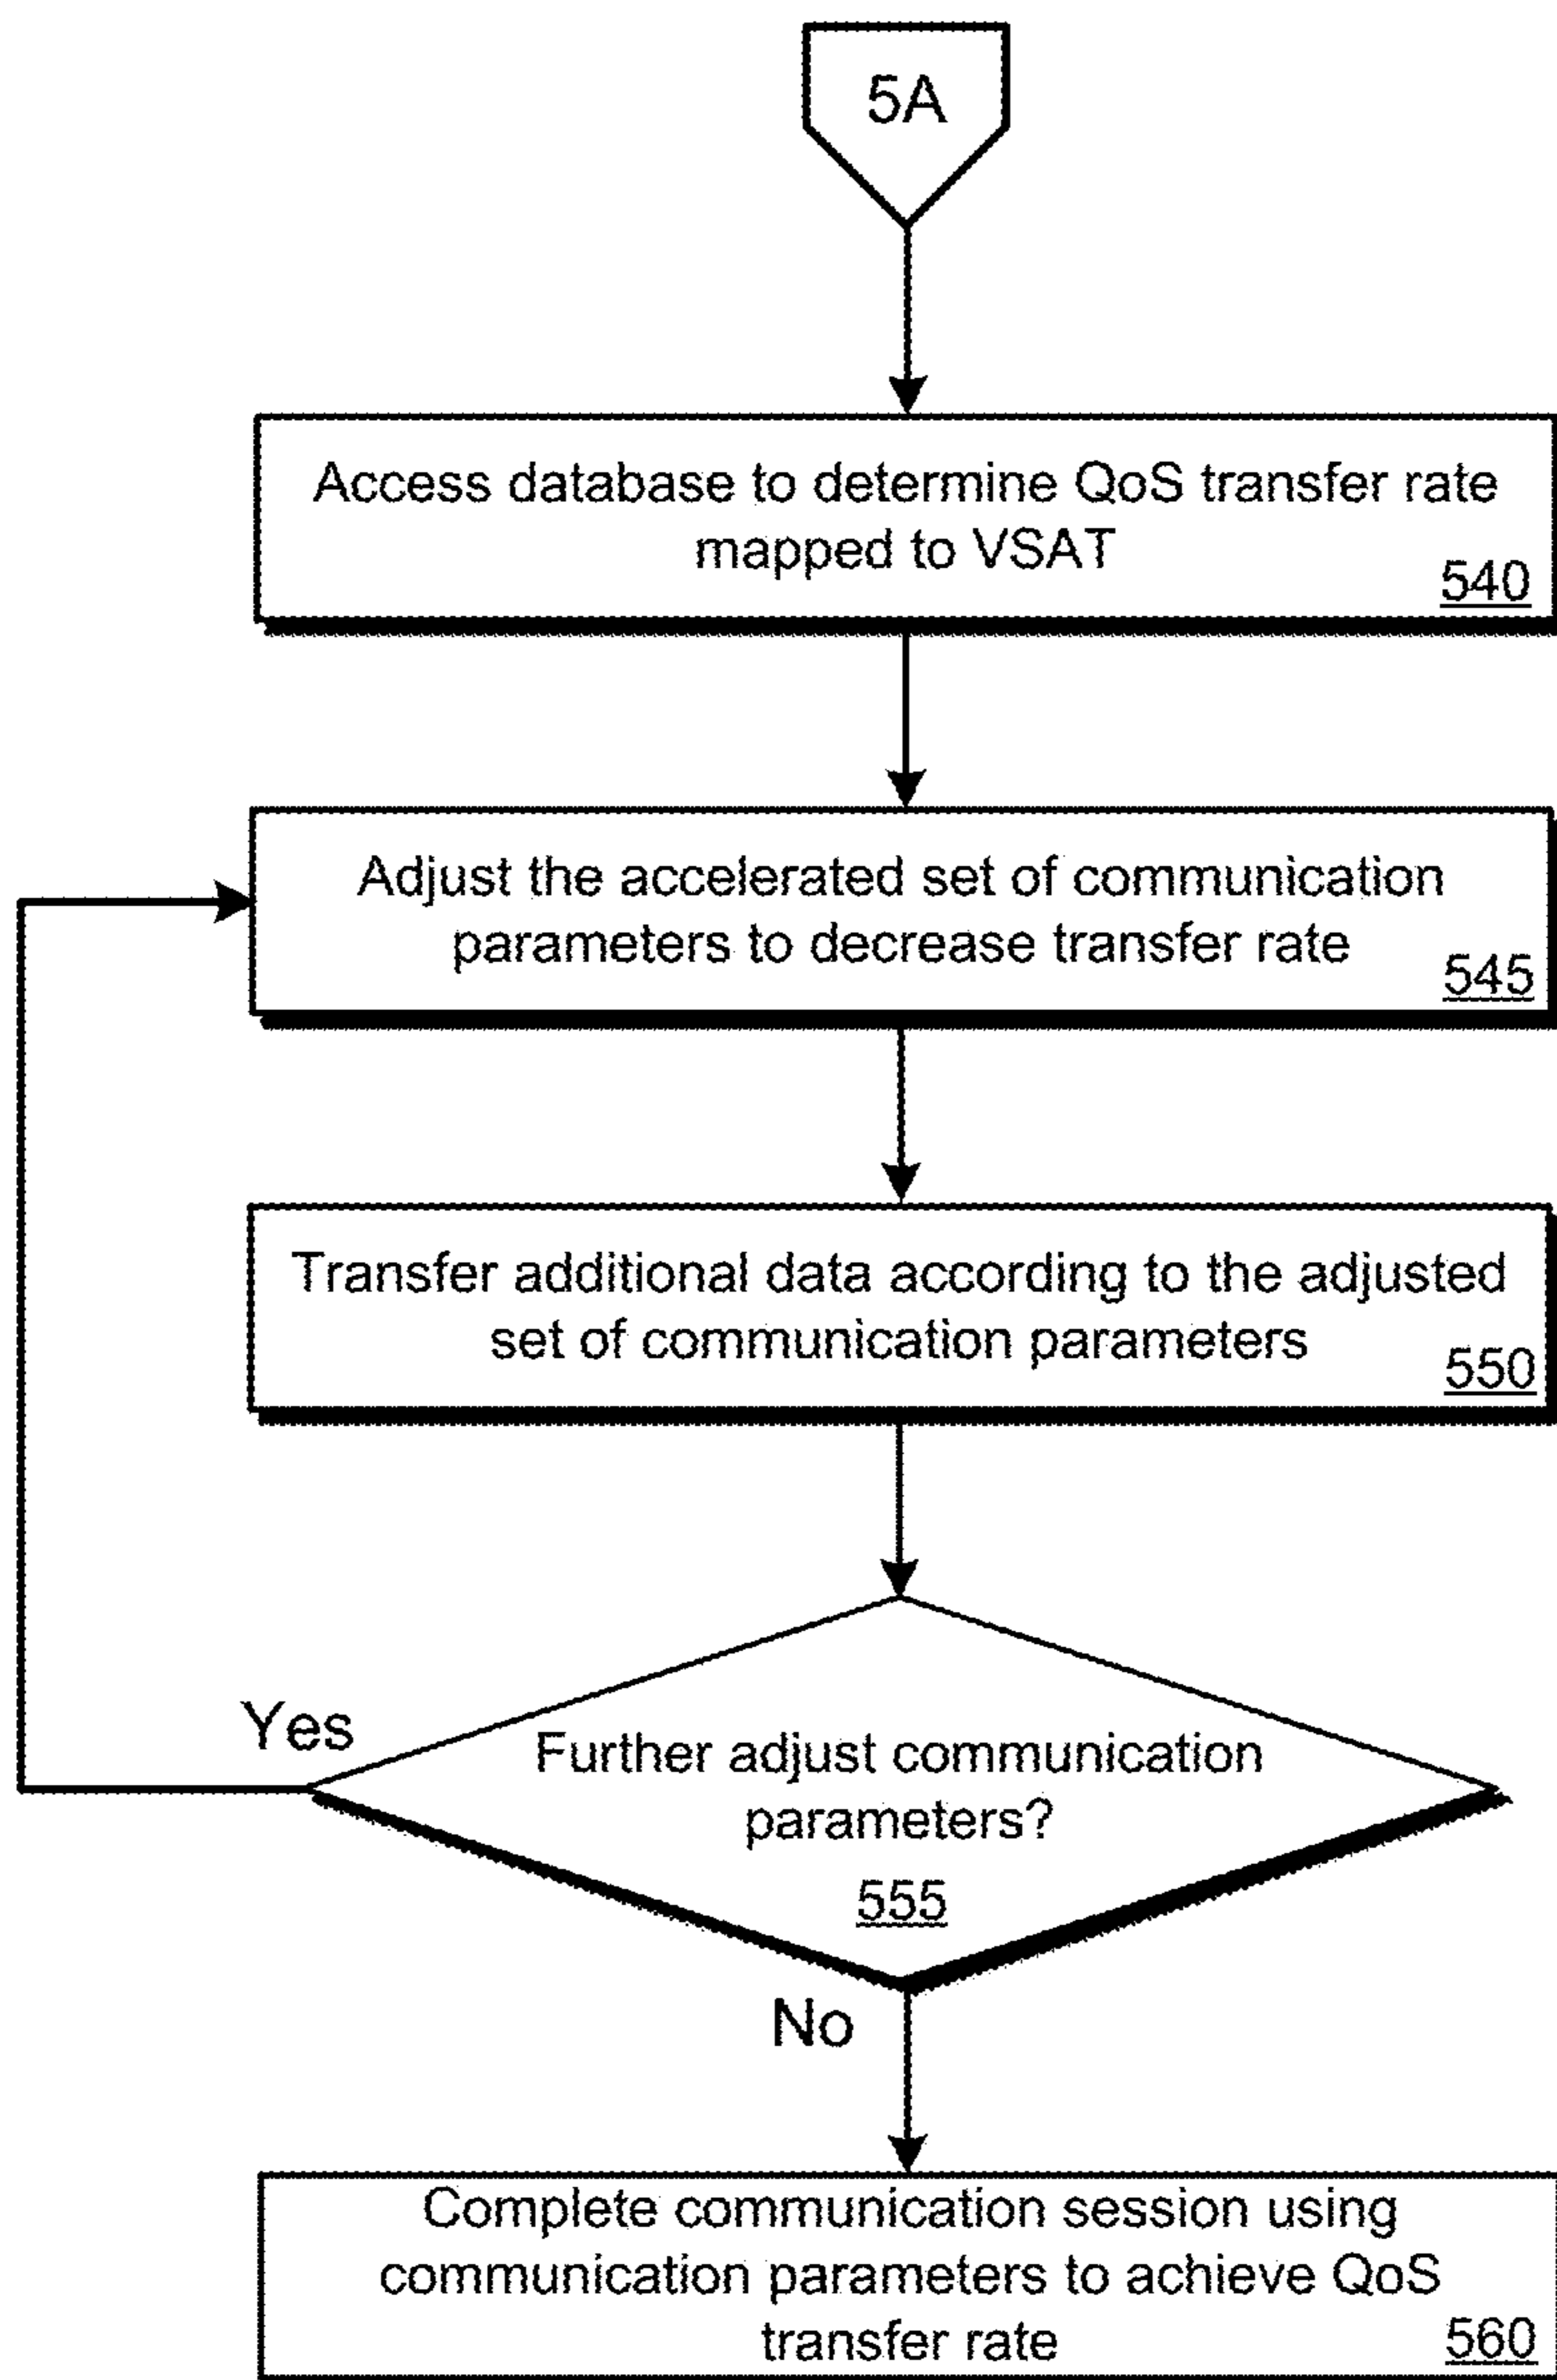 5A
Access database to determine QoS transfer rate
mapped to VSAT
540
Adjust the accelerated set of communication
parameters to decrease transfer rate
545
Transfer additional data according to the adjusted
set of communication parameters
550
Yes
Further adjust communication
parameters?
555
No
Complete communication session using
communication parameters to achieve QoS
transfer rate
560